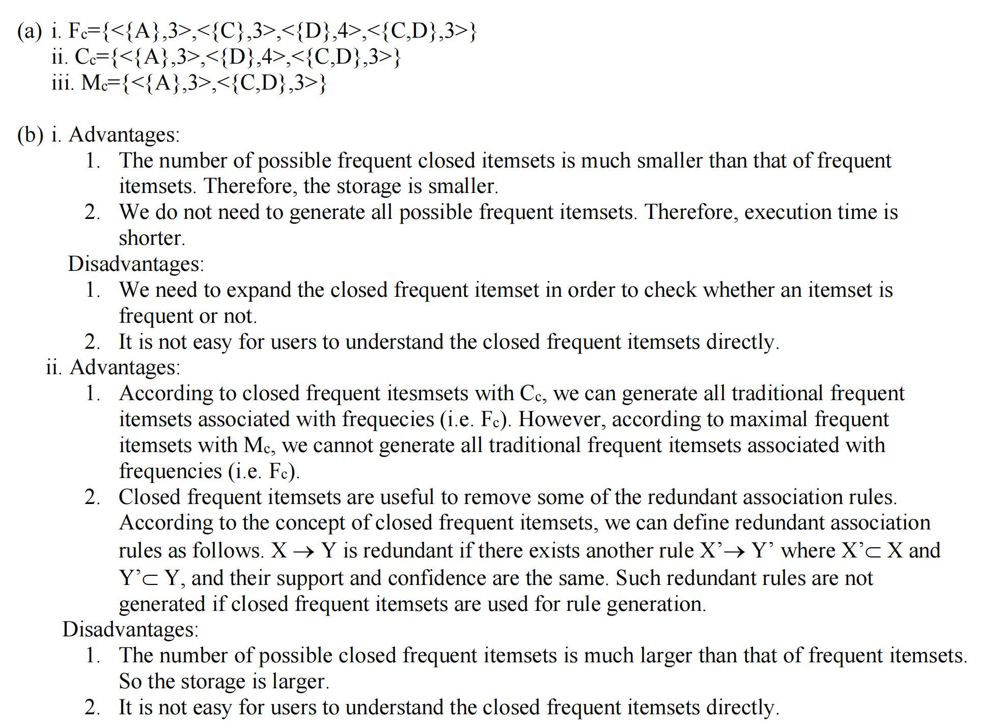 (a) i. Fc={<{A},3>,<{C},3>,<{D},4>,<{C,D},3>}
ii. Cc={<{A},3>,<{D},4>,<{C,D},3>}
iii. Mc={<{A},3>,<{C,D},3>}
(b) i. Advantages:
1. The number of possible frequent closed itemsets is much smaller than that of frequent
itemsets. Therefore, the storage is smaller.
2. We do not need to generate all possible frequent itemsets. Therefore, execution time is
shorter.
Disadvantages:
1. We need to expand the closed frequent itemset in order to check whether an itemset is
frequent or not.
2. It is not easy for users to understand the closed frequent itemsets directly.
ii. Advantages:
1. According to closed frequent itesmsets with Cc, we can generate all traditional frequent
itemsets associated with frequecies (i.e. Fc). However, according to maximal frequent
itemsets with Mc, we cannot generate all traditional frequent itemsets associated with
frequencies (i.e. Fc).
2. Closed frequent itemsets are useful to remove some of the redundant association rules.
According to the concept of closed frequent itemsets, we can define redundant association
rules as follows. X → Y is redundant if there exists another rule X’→ Y’ where X’⊂ X and
Y’⊂ Y, and their support and confidence are the same. Such redundant rules are not
generated if closed frequent itemsets are used for rule generation.
Disadvantages:
1. The number of possible closed frequent itemsets is much larger than that of frequent itemsets.
So the storage is larger.
2. It is not easy for users to understand the closed frequent itemsets directly.